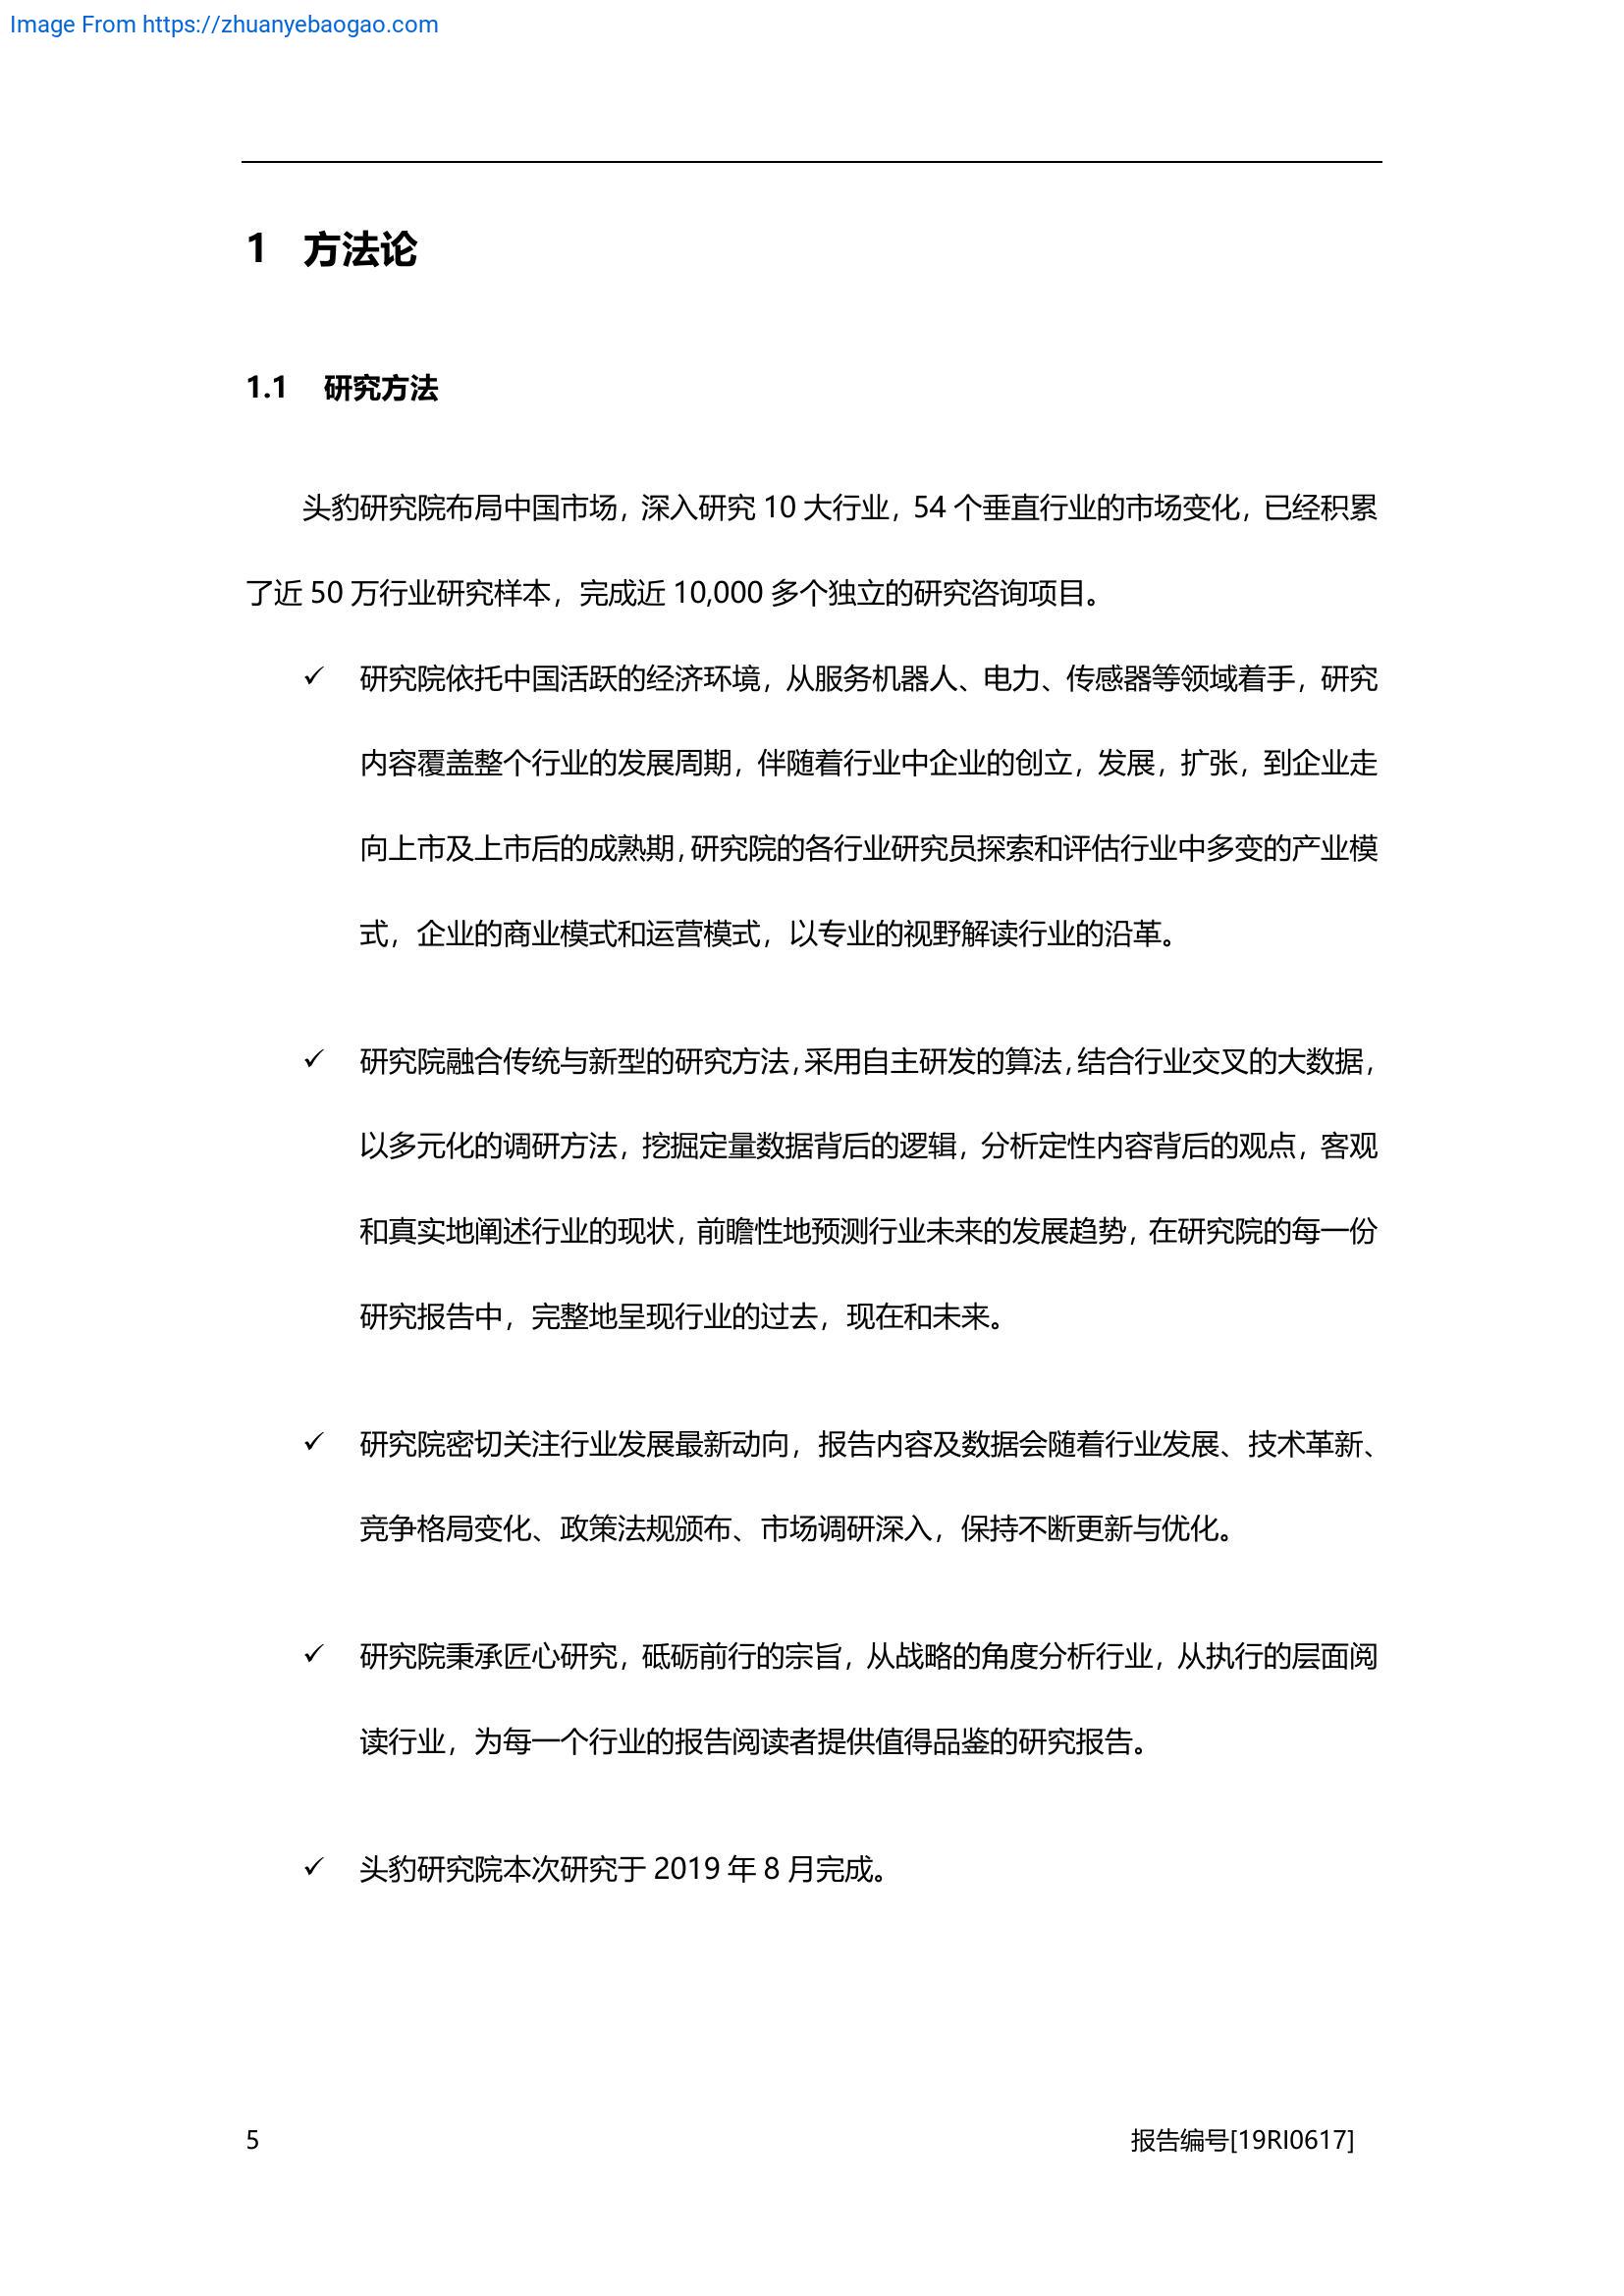 Image From https://zhuanyebaogao.com
1 方法论
1.1 研究方法
头豹研究院布局中国市场，深入研究 10 大行业，54 个垂直行业的市场变化，已经积累
了近 50 万行业研究样本，完成近 10,000 多个独立的研究咨询项目。
✓ 研究院依托中国活跃的经济环境，从服务机器人、电力、传感器等领域着手，研究
内容覆盖整个行业的发展周期，伴随着行业中企业的创立，发展，扩张，到企业走
向上市及上市后的成熟期，研究院的各行业研究员探索和评估行业中多变的产业模
式，企业的商业模式和运营模式，以专业的视野解读行业的沿革。
✓ 研究院融合传统与新型的研究方法，采用自主研发的算法，结合行业交叉的大数据，
以多元化的调研方法，挖掘定量数据背后的逻辑，分析定性内容背后的观点，客观
和真实地阐述行业的现状，前瞻性地预测行业未来的发展趋势，在研究院的每一份
研究报告中，完整地呈现行业的过去，现在和未来。
✓ 研究院密切关注行业发展最新动向，报告内容及数据会随着行业发展、技术革新、
竞争格局变化、政策法规颁布、市场调研深入，保持不断更新与优化。
✓ 研究院秉承匠心研究，砥砺前行的宗旨，从战略的角度分析行业，从执行的层面阅
读行业，为每一个行业的报告阅读者提供值得品鉴的研究报告。
✓ 头豹研究院本次研究于 2019 年 8 月完成。
5 报告编号[19RI0617]